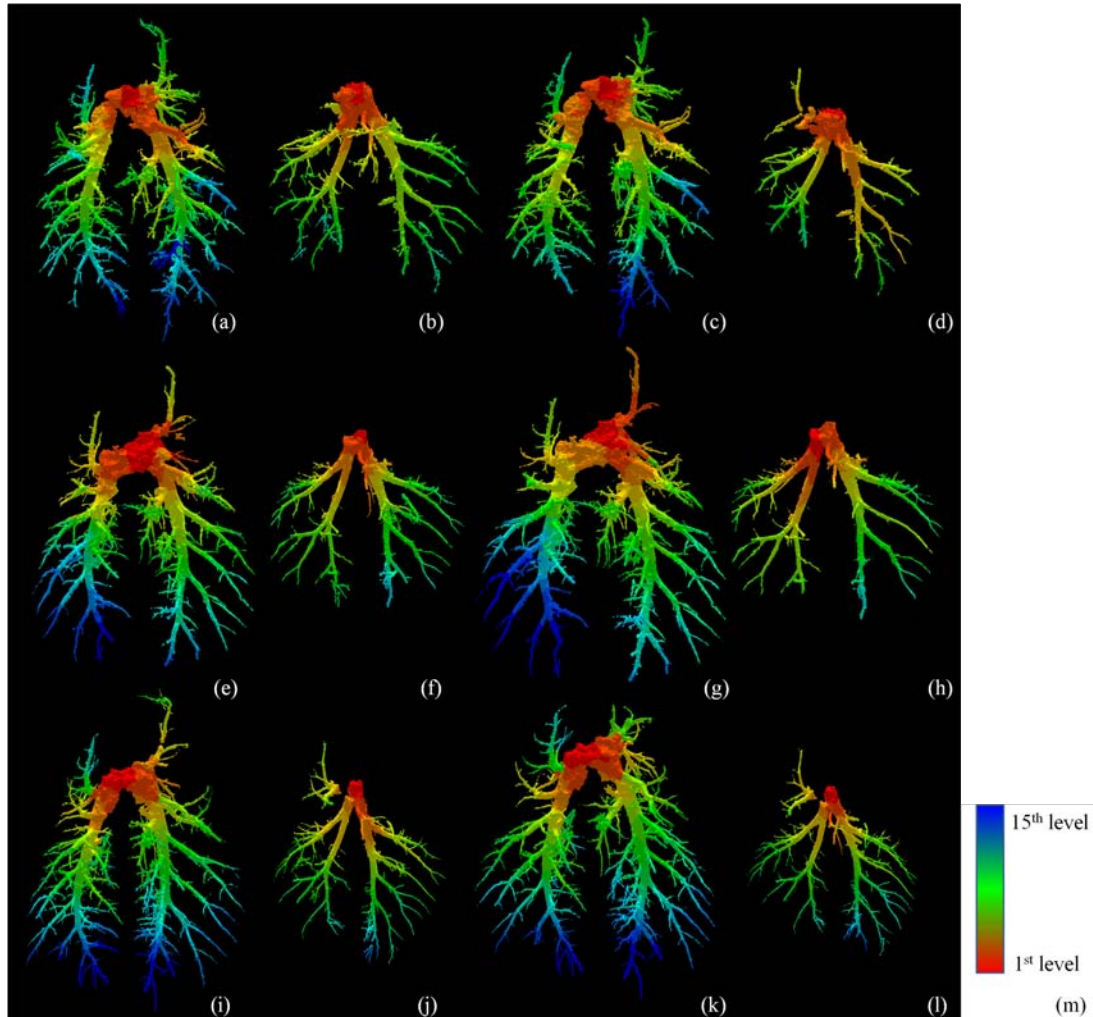 (a)
(b)
(c)
(d)
(e)
(f)
(g)
(h)
(i)
(j)
(k)
(l)
15th level
1st level
(m)